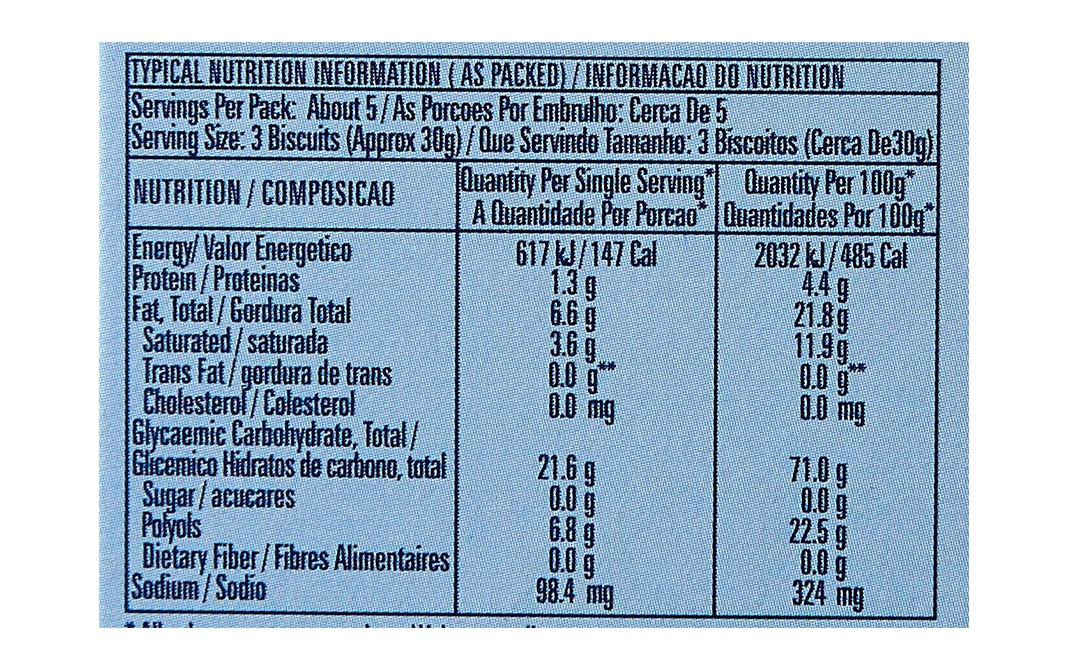 TYPICAL NUTRITION INFORMATION ( AS PACKED) / INFORMACAO DO NUTRITION
Servings Per Pack: About 5 / As Porcoes Por Embrulho: Cerca De 5
Serving Size: 3 Biscuits (Approx 30g) / Que Servindo Tamanho: 3 Biscoitos (Cerca De30g)
NUTRITION / COMPOSICAO
Quantity Per Single Serving*
A Quantidade Por Porcao*
Quantity Per 100g*
Quantidades Por 100g*
Energy/ Valor Energetico 617 kJ/147 Cal 2032 kJ/485 Cal
Protein / Proteinas 1.3 g 4.4 g
Fat, Total / Gordura Total 6.6 g 21.8 g
Saturated / saturada 3.6 g 11.9 g
Trans Fat / gordura de trans 0.0 g** 0.0 g**
Cholesterol / Colesterol 0.0 mg 0.0 mg
Glycaemic Carbohydrate, Total /
Glicemico Hidratos de carbono, total 21.6 g 71.0 g
Sugar / acucares 0.0 g 0.0 g
Polyols 6.8 g 22.5 g
Dietary Fiber / Fibres Alimentaires 0.0 g 0.0 g
Sodium / Sodio 98.4 mg 324 mg